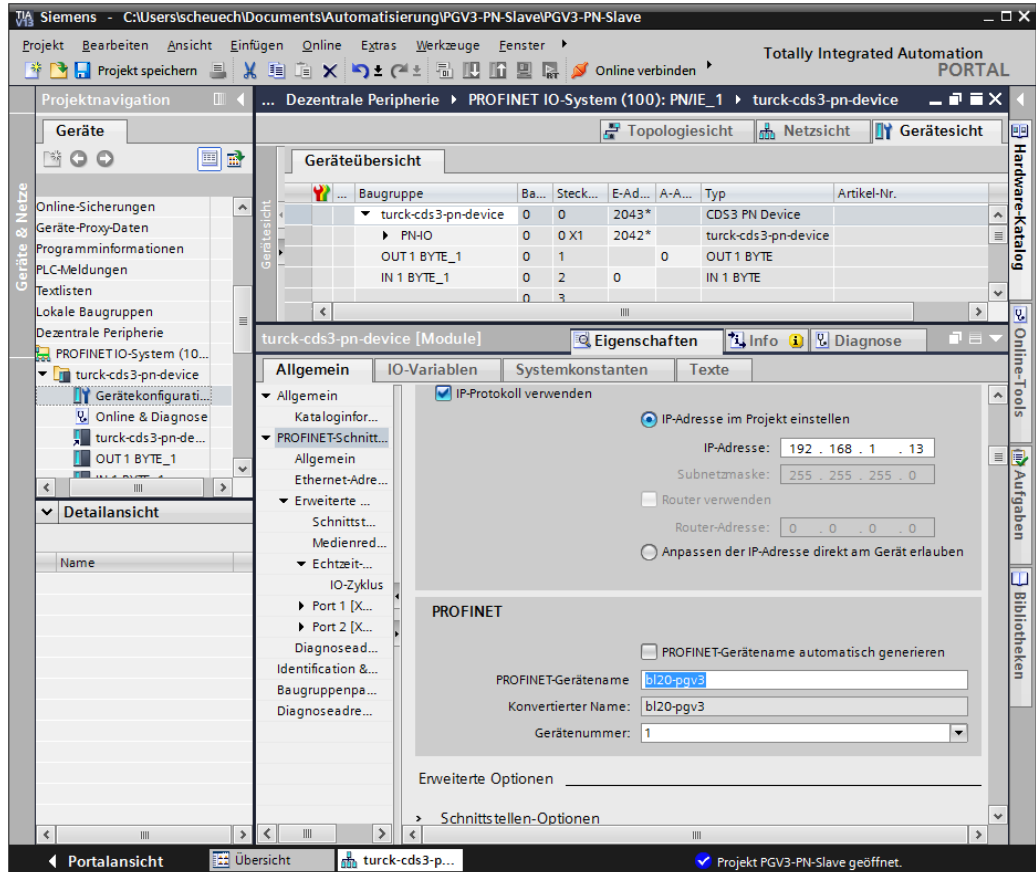 Siemens - C:\Users\scheuech\Documents\Automatisierung\PGV3-PN-Slave\PGV3-PN-Slave
TIA
V13
Projekt Bearbeiten Ansicht Einfügen Online Extras Werkzeuge Fenster
Totally Integrated Automation
PORTAL
Projekt speichern
Online verbinden
Projektnavigation
... Dezentrale Peripherie PROFINET IO-System (100): PN/IE_1 turck-cds3-pn-device
Geräte
Topologiesicht Netzsicht Gerätesicht
Geräteübersicht
... Baugruppe Ba... Steck... E-Ad... A-A... Typ Artikel-Nr.
turck-cds3-pn-device 0 0 2043* CDS3 PN Device
PN-IO 0 0 X1 2042* turck-cds3-pn-device
OUT 1 BYTE_1 0 1 0 OUT 1 BYTE
IN 1 BYTE_1 0 2 0 IN 1 BYTE
0 3
Gerätesicht
Geräte & Netze
Online-Sicherungen
Geräte-Proxy-Daten
Programminformationen
PLC-Meldungen
Textlisten
Lokale Baugruppen
Dezentrale Peripherie
PROFINET IO-System (10...
turck-cds3-pn-device
Gerätekonfigurati...
Online & Diagnose
turck-cds3-pn-de...
OUT 1 BYTE_1
Detailansicht
Name
turck-cds3-pn-device [Module]
Eigenschaften Info Diagnose
Allgemein IO-Variablen Systemkonstanten Texte
Allgemein
Kataloginfor...
PROFINET-Schnitt...
Allgemein
Ethernet-Adre...
Erweiterte ...
Schnittst...
Medienred...
Echtzeit-...
IO-Zyklus
Port 1 [X...
Port 2 [X...
Diagnosead...
Identification &...
Baugruppenpa...
Diagnoseadre...
IP-Protokoll verwenden
IP-Adresse im Projekt einstellen
IP-Adresse: 192 . 168 . 1 . 13
Subnetzmaske: 255 . 255 . 255 . 0
Router verwenden
Router-Adresse: 0 . 0 . 0 . 0
Anpassen der IP-Adresse direkt am Gerät erlauben
PROFINET
PROFINET-Gerätename automatisch generieren
PROFINET-Gerätename bl20-pgv3
Konvertierter Name: bl20-pgv3
Gerätenummer: 1
Erweiterte Optionen
Schnittstellen-Optionen
Hardware-Katalog
Online-Tools
Aufgaben
Bibliotheken
Portalansicht Übersicht turck-cds3-p... Projekt PGV3-PN-Slave geöffnet.